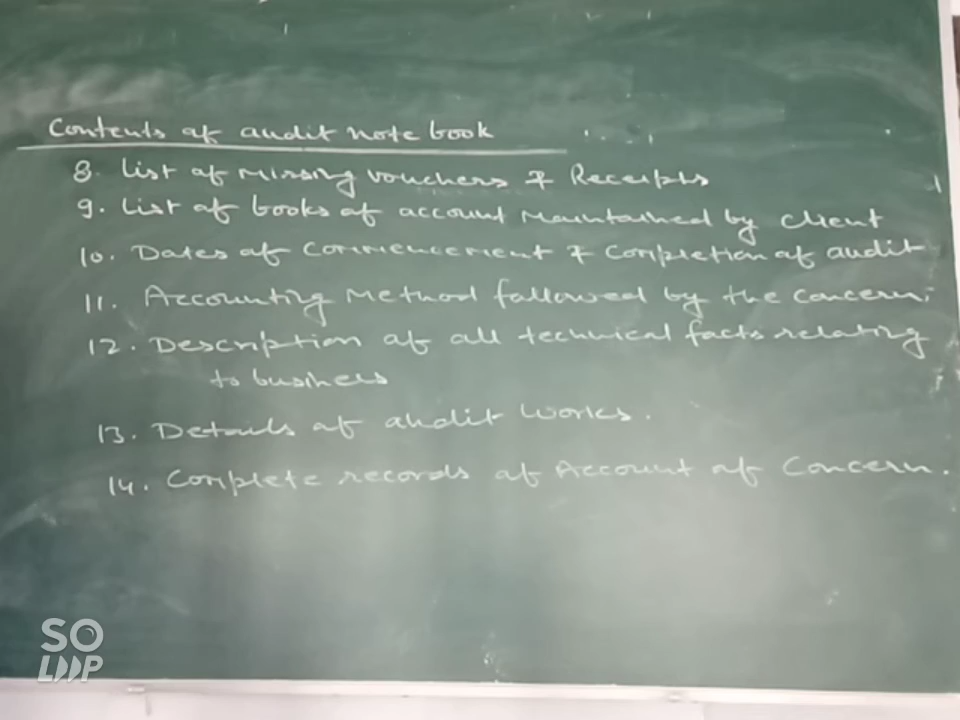 Contents of audit note book
8. List of missing vouchers & Receipts
9. List of books of account maintained by client
10. Dates of commencement & completion of audit
11. Accounting method followed by the concern.
12. Description of all technical facts relating
to business
13. Details of audit works.
14. Complete records of Account of Concern.
SO
LOOP